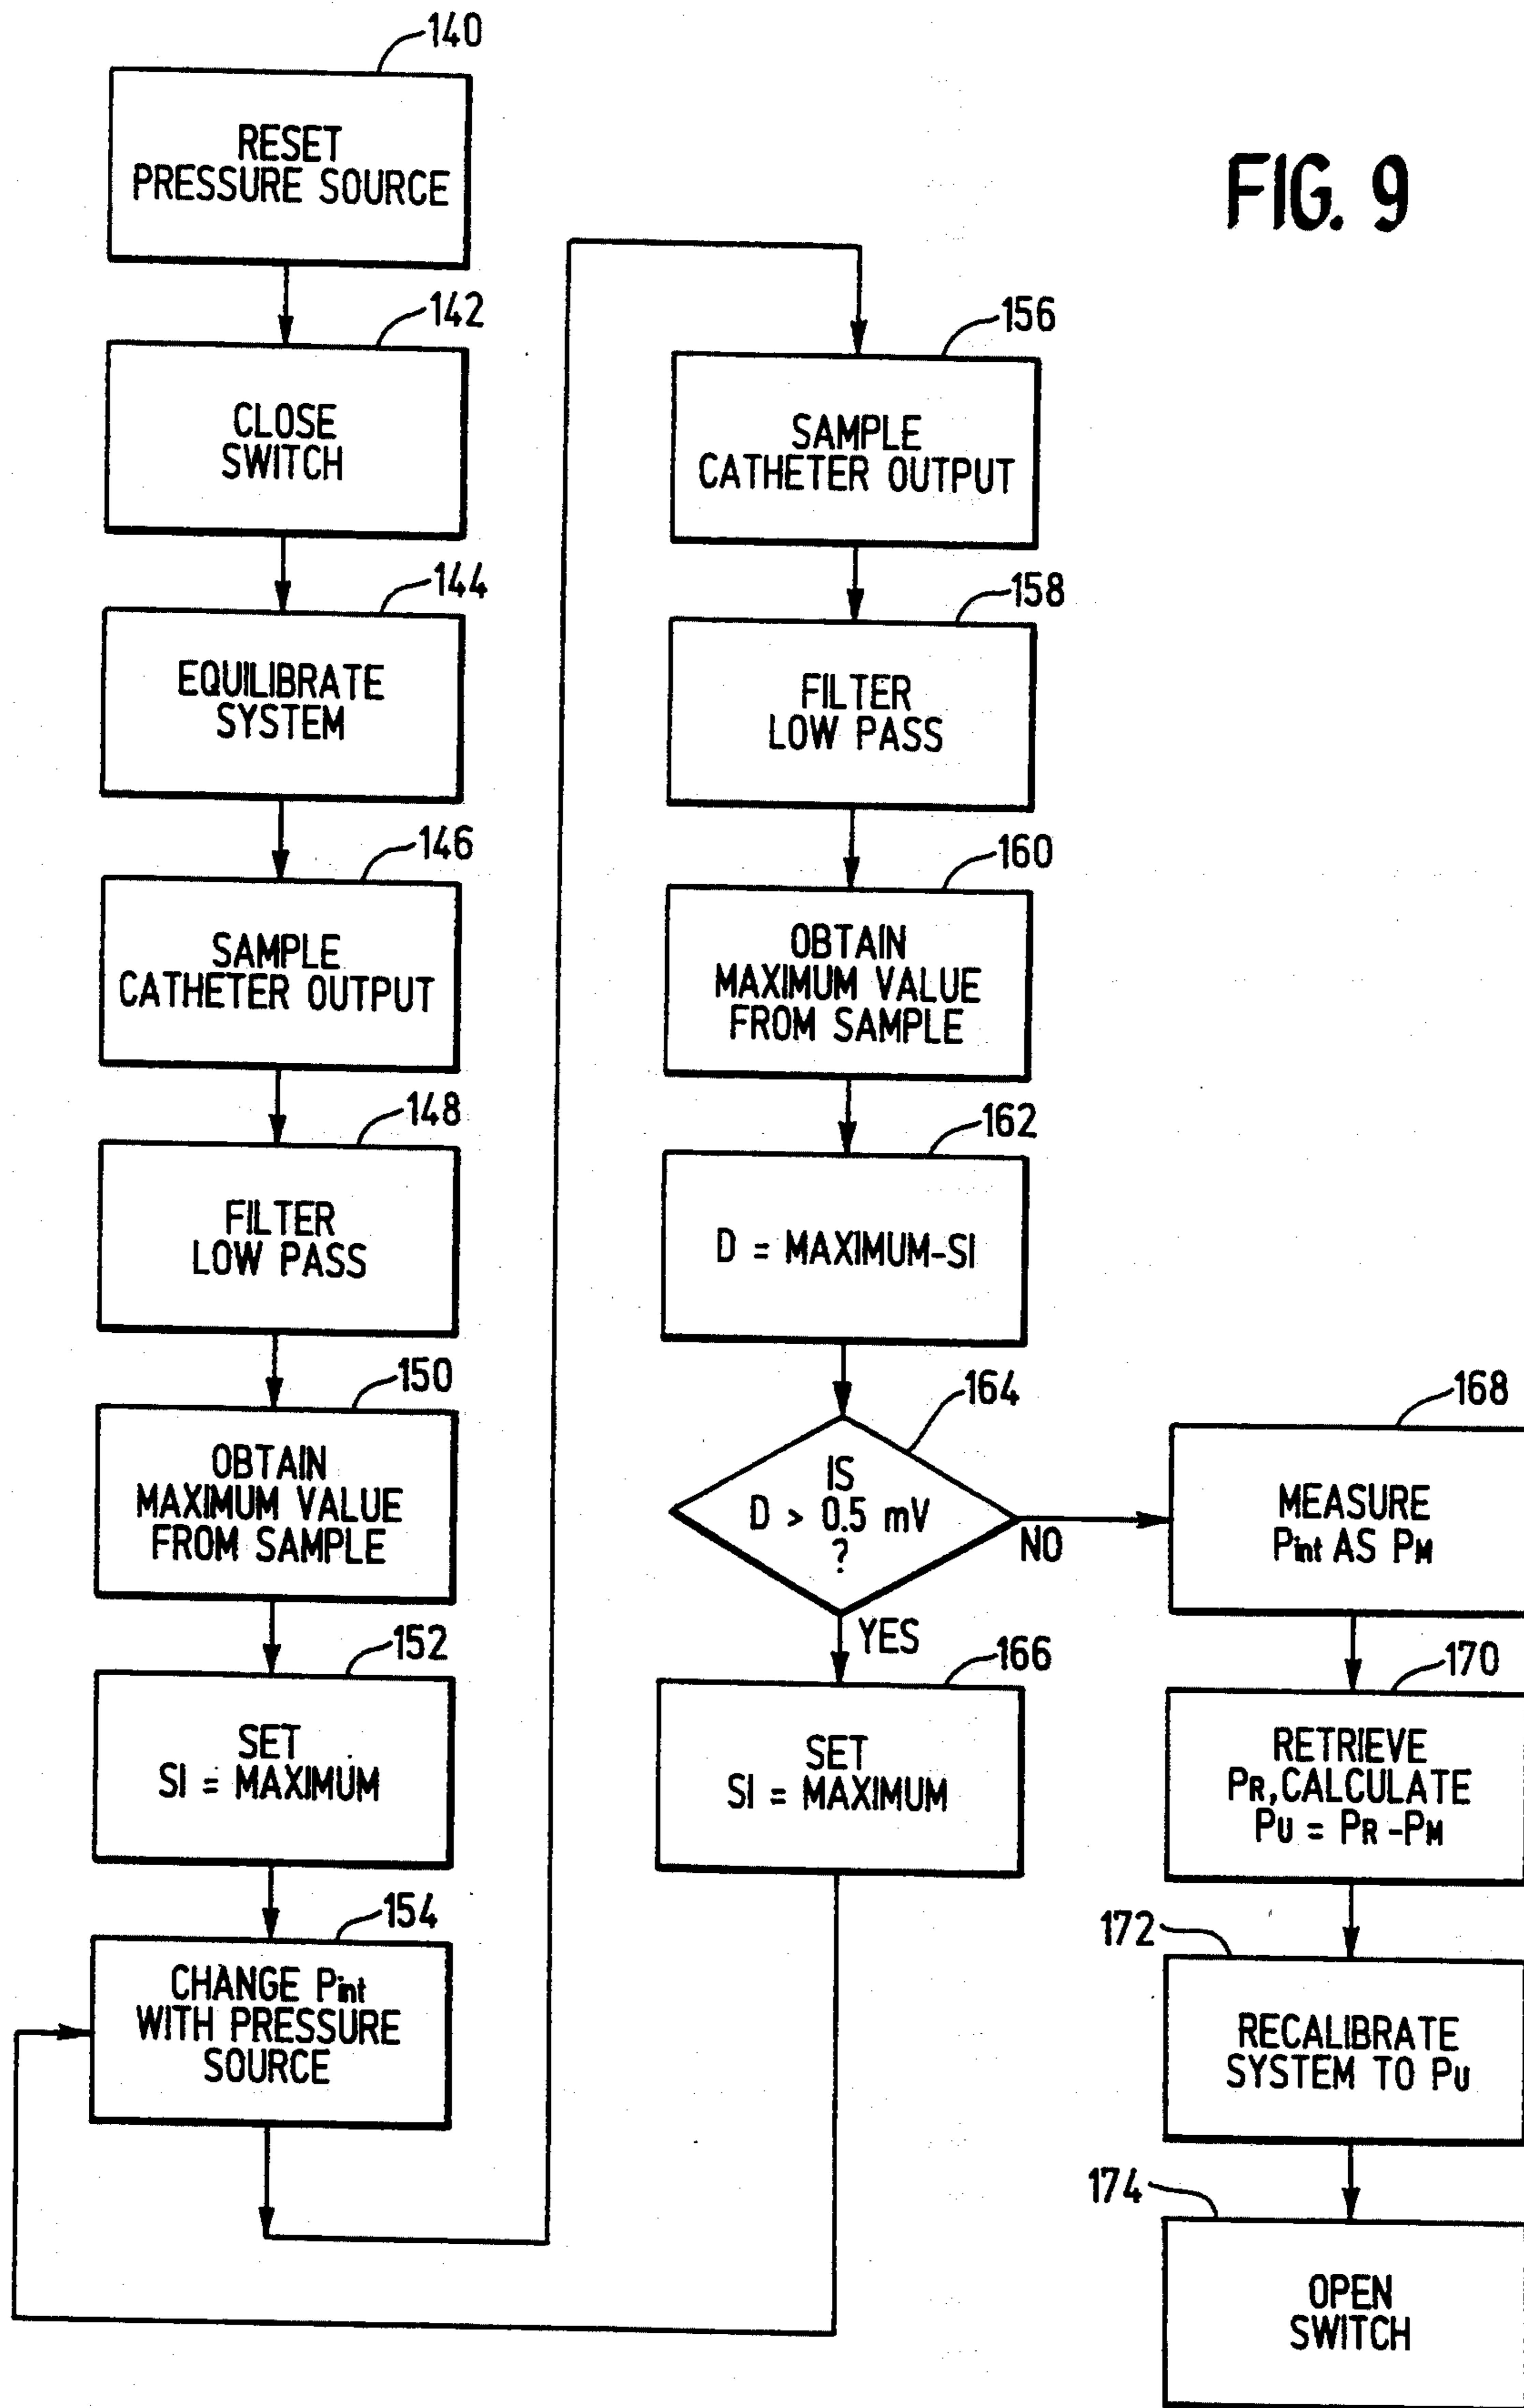 FIG. 9
140
RESET
PRESSURE SOURCE
142
CLOSE
SWITCH
144
EQUILIBRATE
SYSTEM
146
SAMPLE
CATHETER OUTPUT
148
FILTER
LOW PASS
150
OBTAIN
MAXIMUM VALUE
FROM SAMPLE
152
SET
SI = MAXIMUM
154
CHANGE Pint
WITH PRESSURE
SOURCE
156
SAMPLE
CATHETER OUTPUT
158
FILTER
LOW PASS
160
OBTAIN
MAXIMUM VALUE
FROM SAMPLE
162
D = MAXIMUM-SI
164
IS
D > 0.5 mV
?
NO
YES
166
SET
SI = MAXIMUM
168
MEASURE
Pint AS PM
170
RETRIEVE
PR, CALCULATE
PU = PR -PM
172
RECALIBRATE
SYSTEM TO PU
174
OPEN
SWITCH